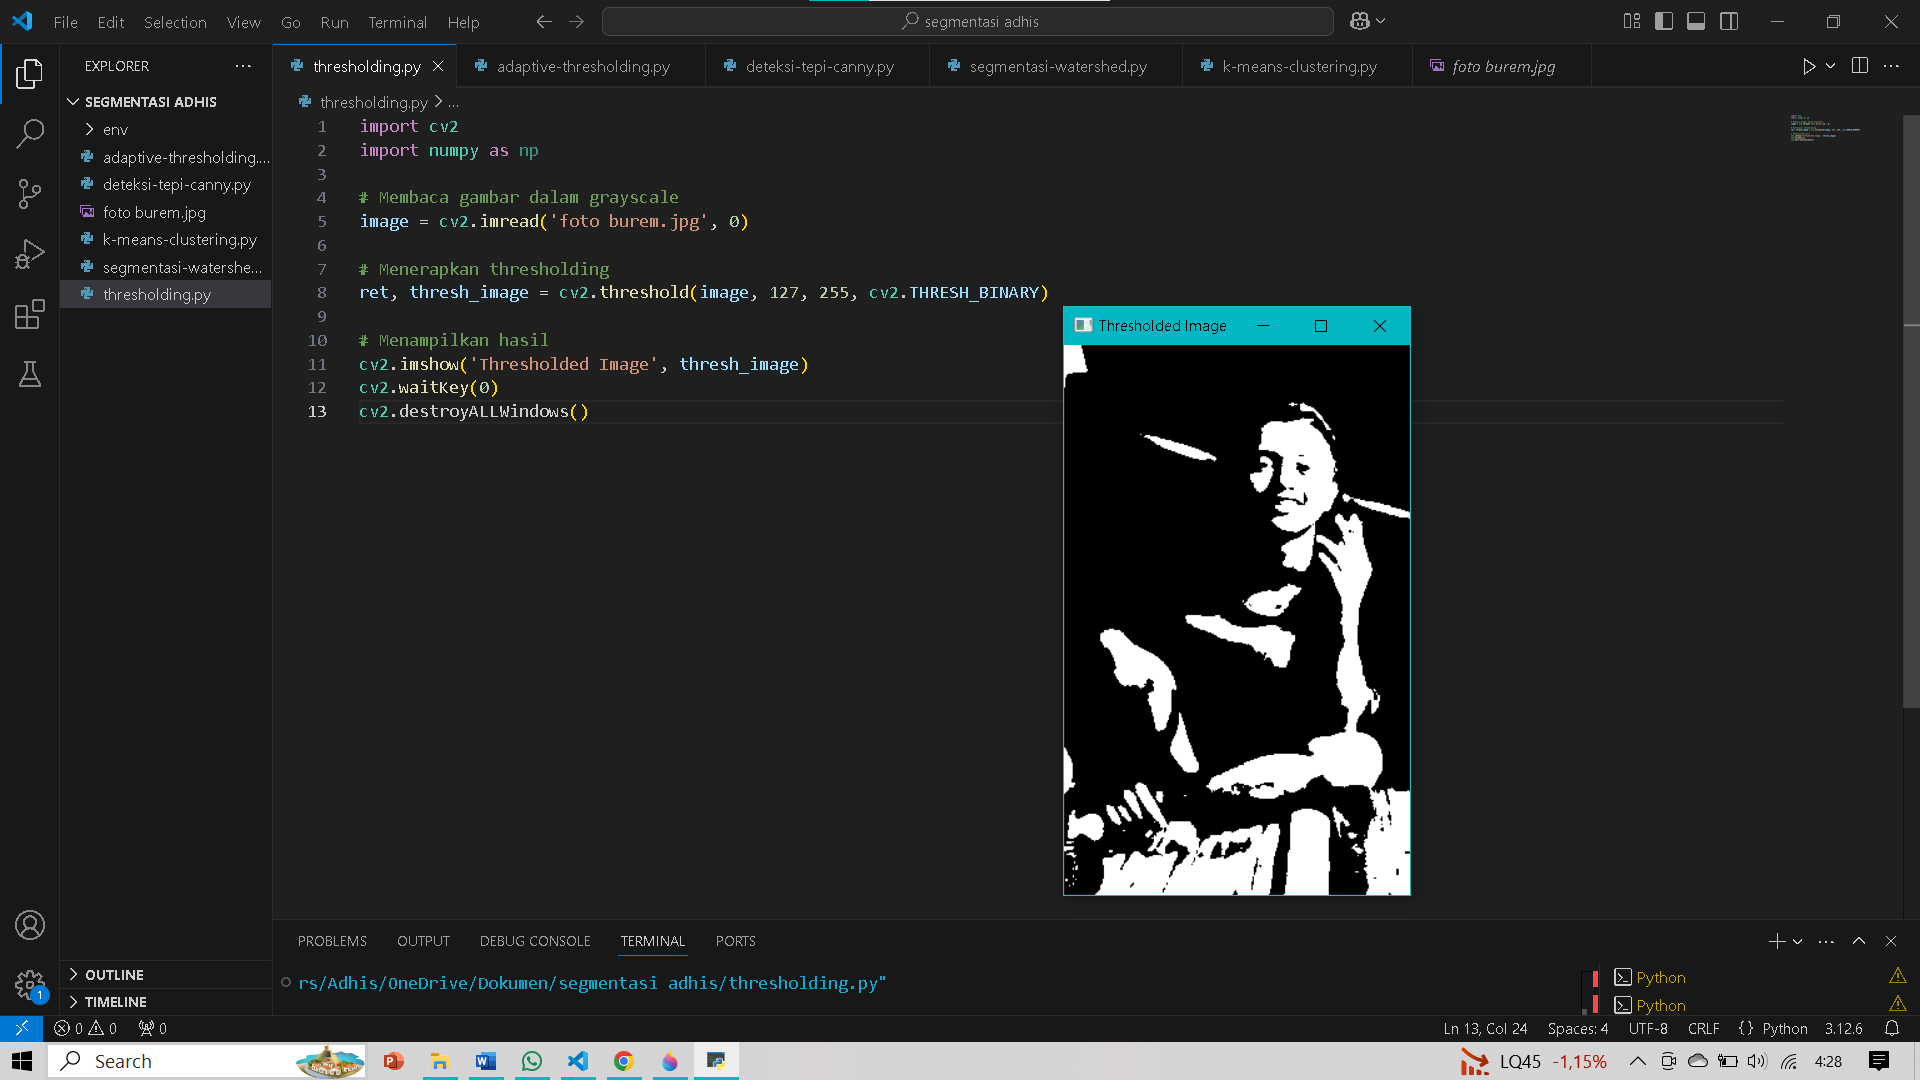 File Edit Selection View Go Run Terminal Help
segmentasi adhis
EXPLORER
SEGMENTASI ADHIS
env
adaptive-thresholding....
deteksi-tepi-canny.py
foto burem.jpg
k-means-clustering.py
segmentasi-watershe...
thresholding.py
OUTLINE
TIMELINE
thresholding.py adaptive-thresholding.py deteksi-tepi-canny.py segmentasi-watershed.py k-means-clustering.py foto burem.jpg
thresholding.py > ...
1 import cv2
2 import numpy as np
3
4 # Membaca gambar dalam grayscale
5 image = cv2.imread('foto burem.jpg', 0)
6
7 # Menerapkan thresholding
8 ret, thresh_image = cv2.threshold(image, 127, 255, cv2.THRESH_BINARY)
9
10 # Menampilkan hasil
11 cv2.imshow('Thresholded Image', thresh_image)
12 cv2.waitKey(0)
13 cv2.destroyALLWindows()
Thresholded Image
PROBLEMS OUTPUT DEBUG CONSOLE TERMINAL PORTS
rs/Adhis/OneDrive/Dokumen/segmentasi adhis/thresholding.py"
Python
Python
1
0 0 0
Ln 13, Col 24 Spaces: 4 UTF-8 CRLF {} Python 3.12.6
Search
LQ45 -1,15%
4:28